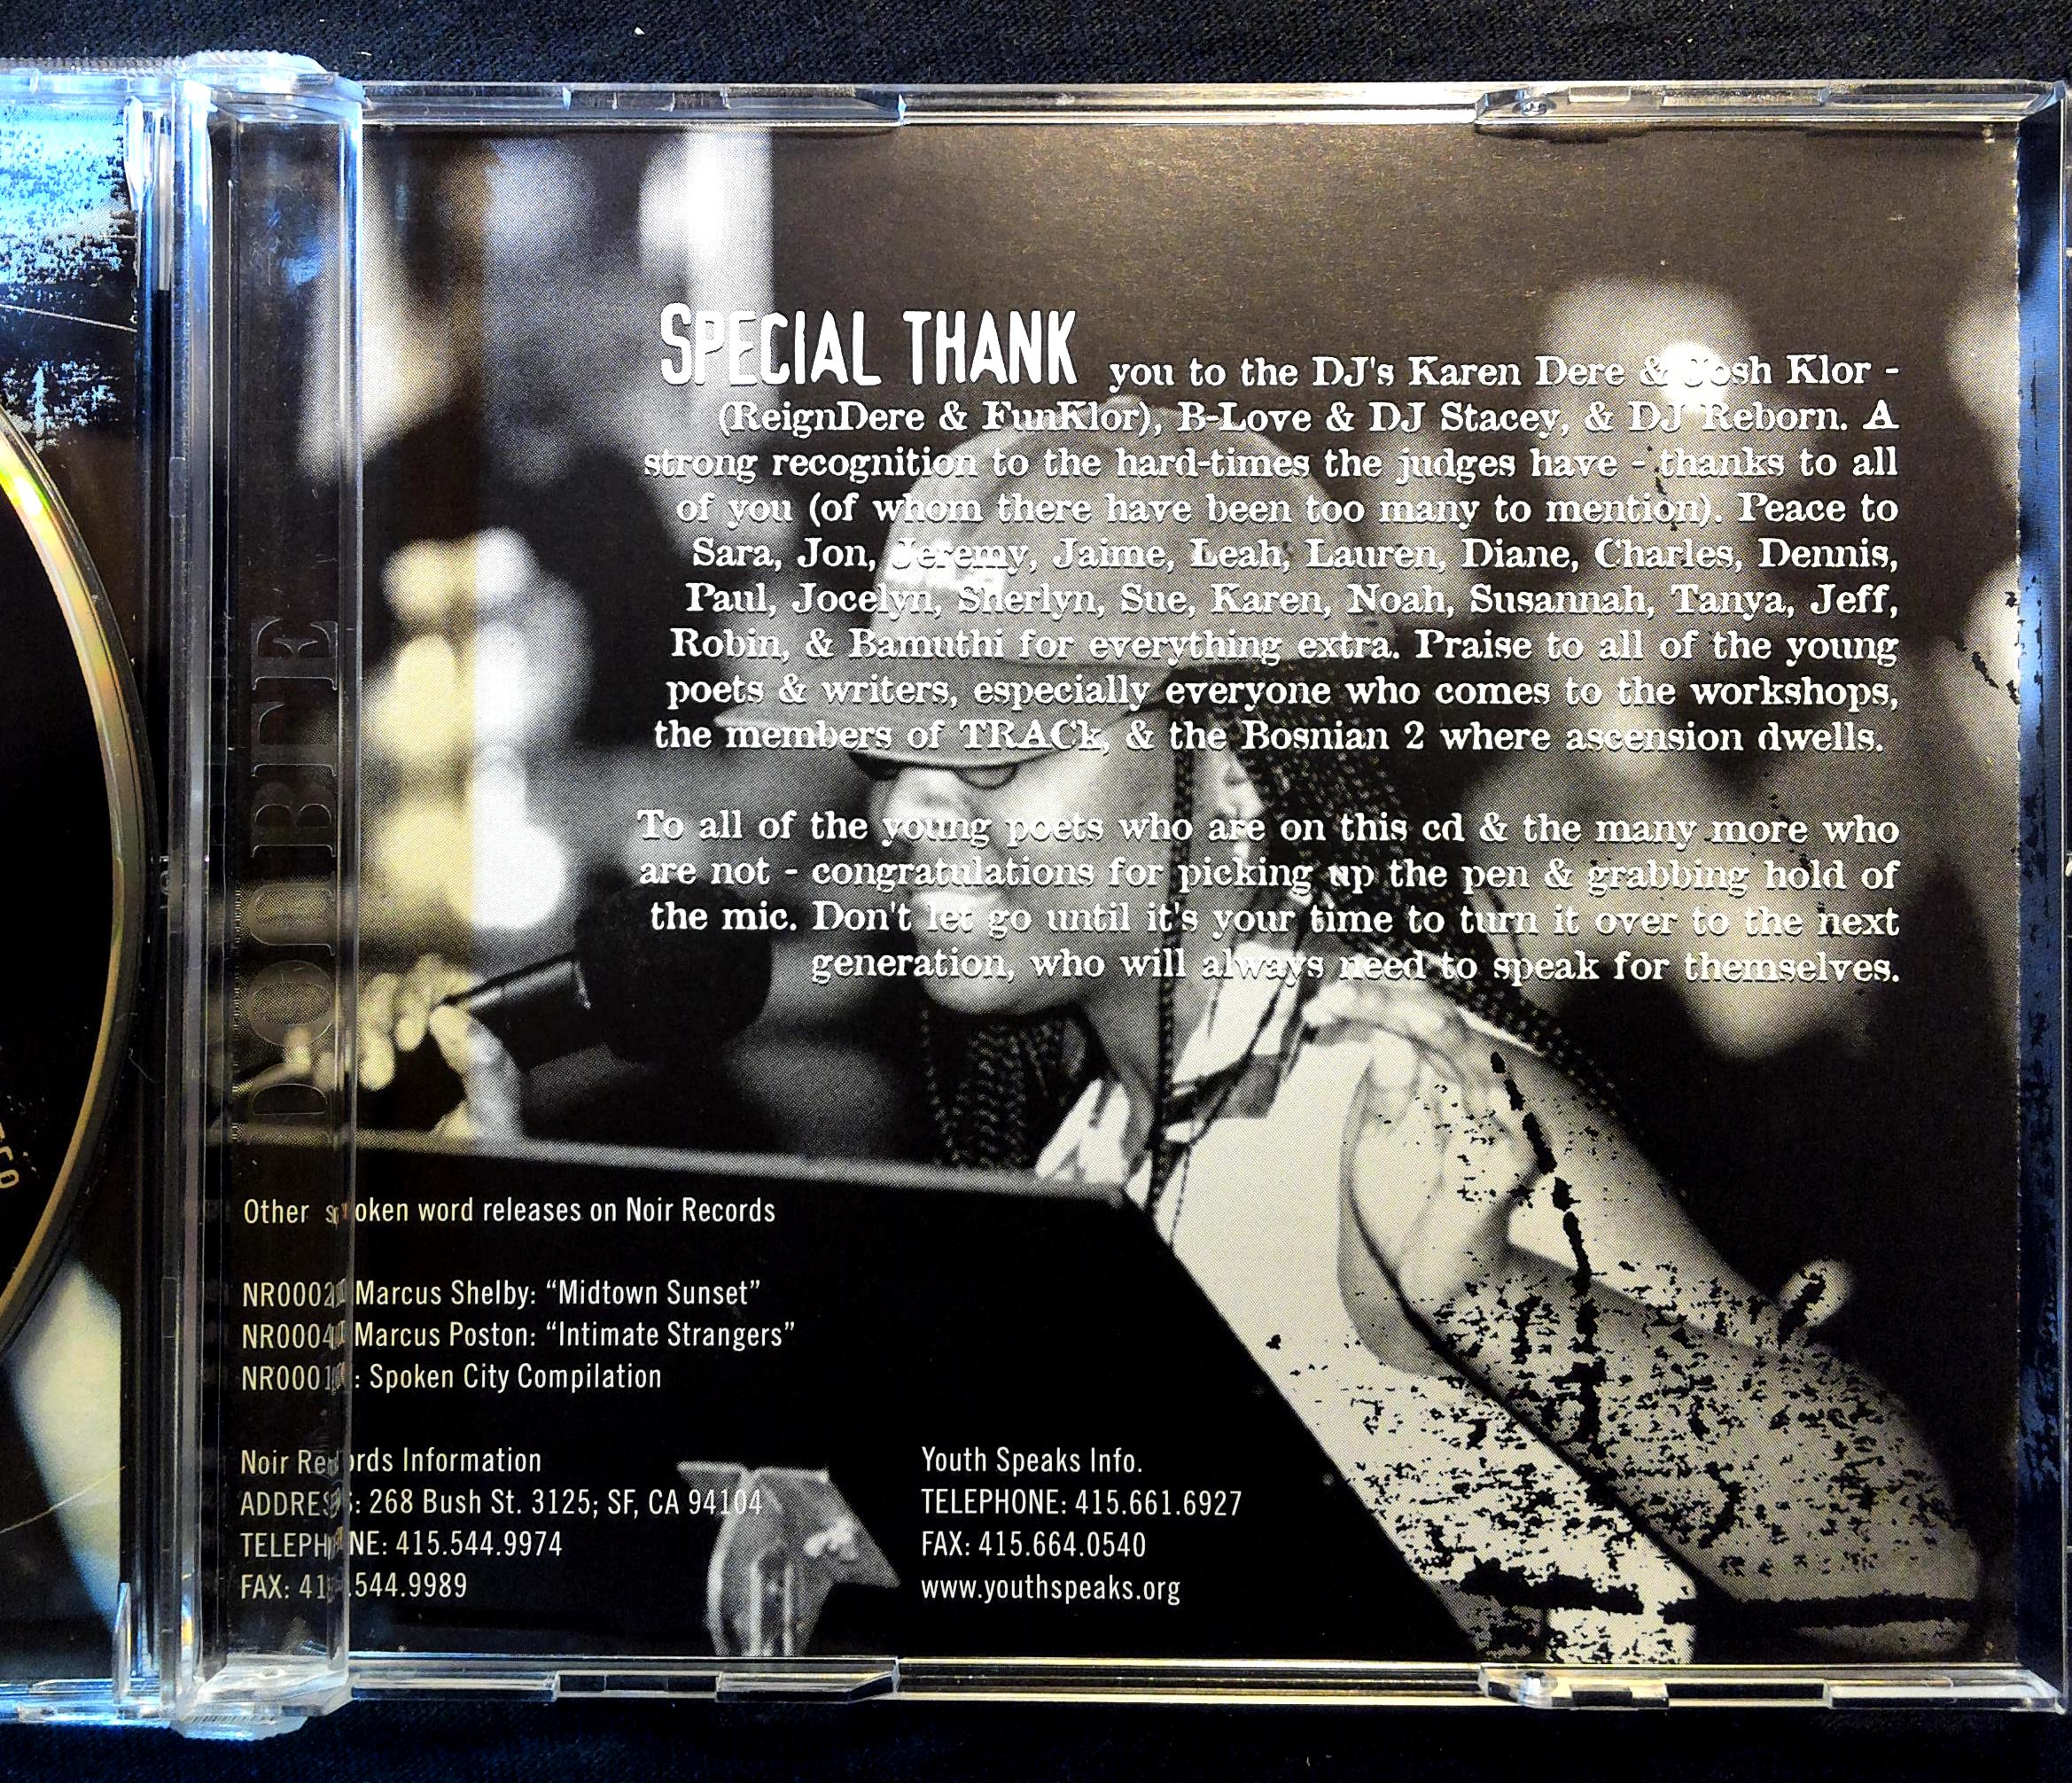 SPECIAL THANK you to the DJ's Karen Dere & Josh Klor -
(ReignDere & FunKlor), B-Love & DJ Stacey, & DJ Reborn. A
strong recognition to the hard-times the judges have - thanks to all
of you (of whom there have been too many to mention). Peace to
Sara, Jon, Jeremy, Jaime, Leah, Lauren, Diane, Charles, Dennis,
Paul, Jocelyn, Sherlyn, Sue, Karen, Noah, Susannah, Tanya, Jeff,
Robin, & Bamuthi for everything extra. Praise to all of the young
poets & writers, especially everyone who comes to the workshops,
the members of TRACk, & the Bosnian 2 where ascension dwells.
To all of the young poets who are on this cd & the many more who
are not - congratulations for picking up the pen & grabbing hold of
the mic. Don't let go until it's your time to turn it over to the next
generation, who will always need to speak for themselves.
DOUBLE
Other spoken word releases on Noir Records
NR0002 Marcus Shelby: “Midtown Sunset”
NR0004 Marcus Poston: “Intimate Strangers”
NR0001 : Spoken City Compilation
Noir Records Information
ADDRESS: 268 Bush St. 3125; SF, CA 94104
TELEPHONE: 415.544.9974
FAX: 415.544.9989
Youth Speaks Info.
TELEPHONE: 415.661.6927
FAX: 415.664.0540
www.youthspeaks.org